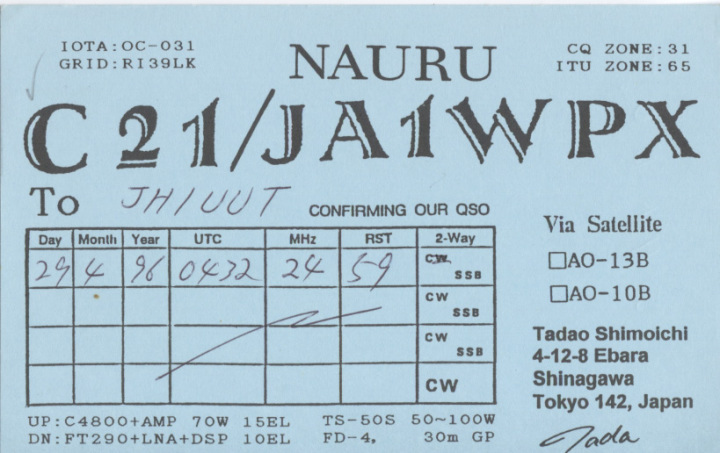 IOTA:OC-031
GRID:RI39LK
NAURU
CQ ZONE:31
ITU ZONE:65
C21/JA1WPX
To JH1UUT CONFIRMING OUR QSO
Day Month Year UTC MHz RST 2-Way
29 4 96 0432 24 59 CW SSB
CW SSB
CW SSB
CW
Via Satellite
□AO-13B
□AO-10B
Tadao Shimoichi
4-12-8 Ebara
Shinagawa
Tokyo 142, Japan
Tada
UP:C4800+AMP 70W 15EL TS-50S 50~100W
DN:FT290+LNA+DSP 10EL FD-4, 30m GP